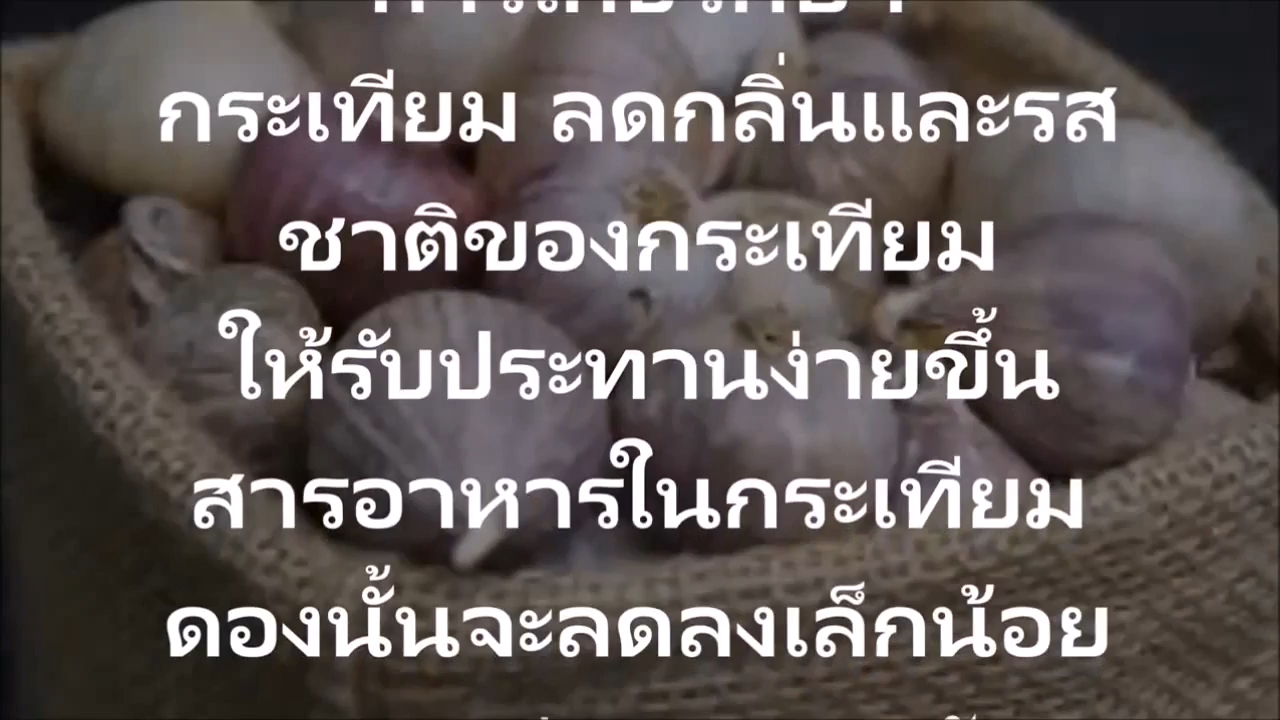 กระเทียม ลดกลิ่นและรส
ชาติของกระเทียม
ให้รับประทานง่ายขึ้น
สารอาหารในกระเทียม
ดองนั้นจะลดลงเล็กน้อย